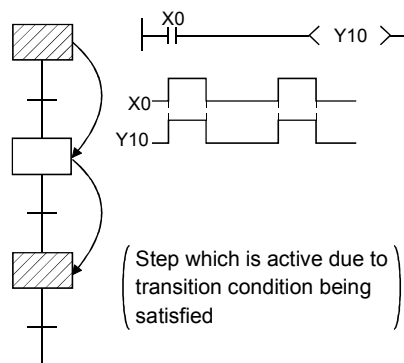 X0
Y10
X0
Y10
Step which is active due to
transition condition being
satisfied